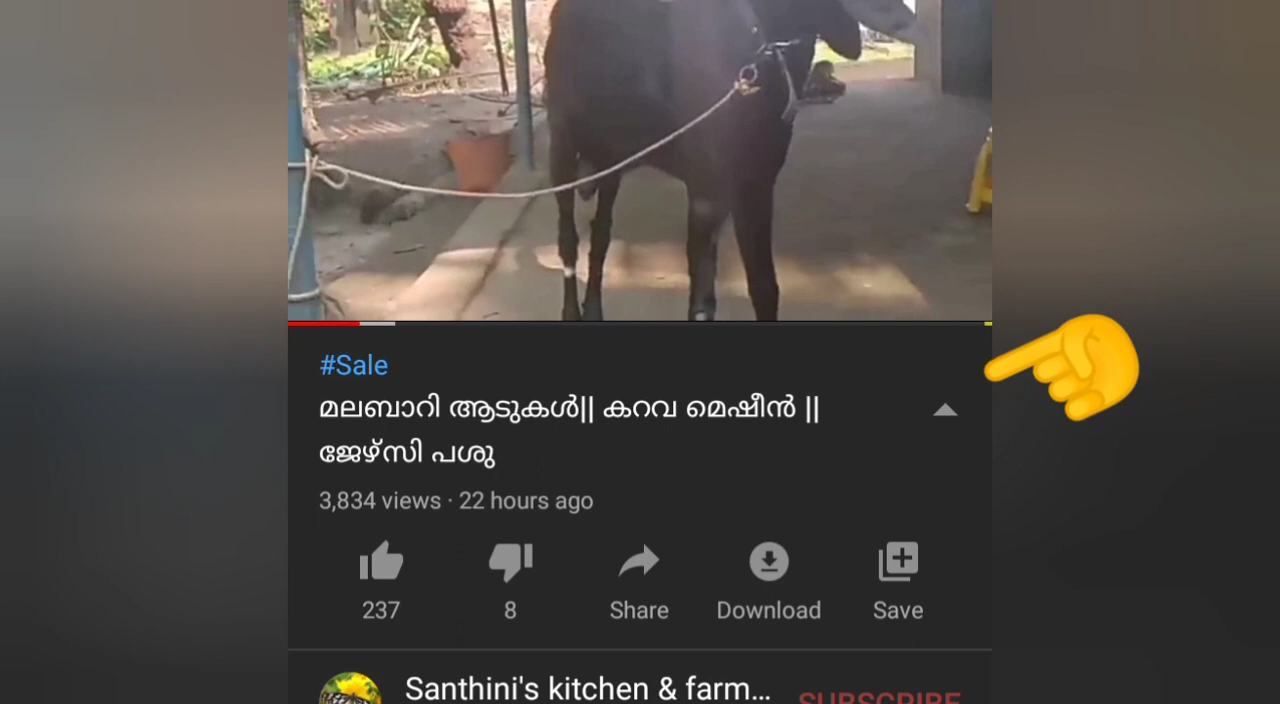 #Sale
മലബാറി ആടുകൾ|| കറവ മെഷീൻ ||
ജേഴ്സി പശു
3,834 views · 22 hours ago
237 8 Share Download Save
Santhini's kitchen & farm... SUBSCRIBE